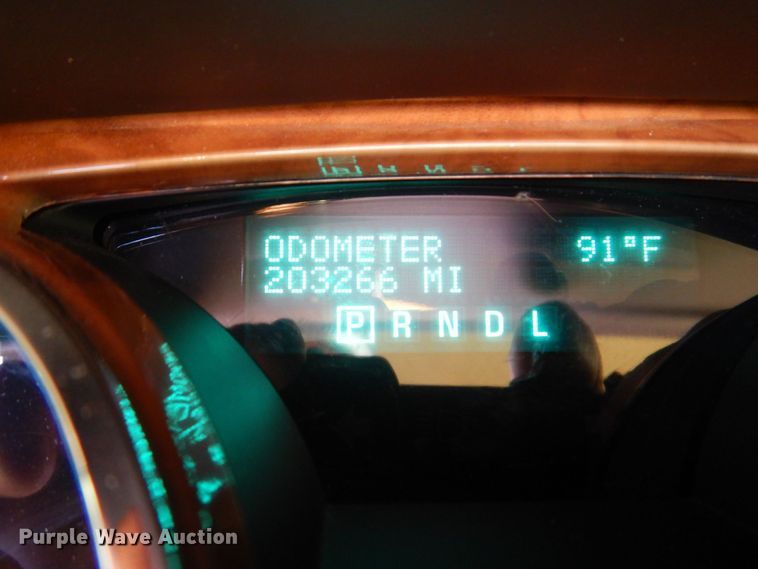 ODOMETER 91°F
203266 MI
P R N D L
Purple Wave Auction